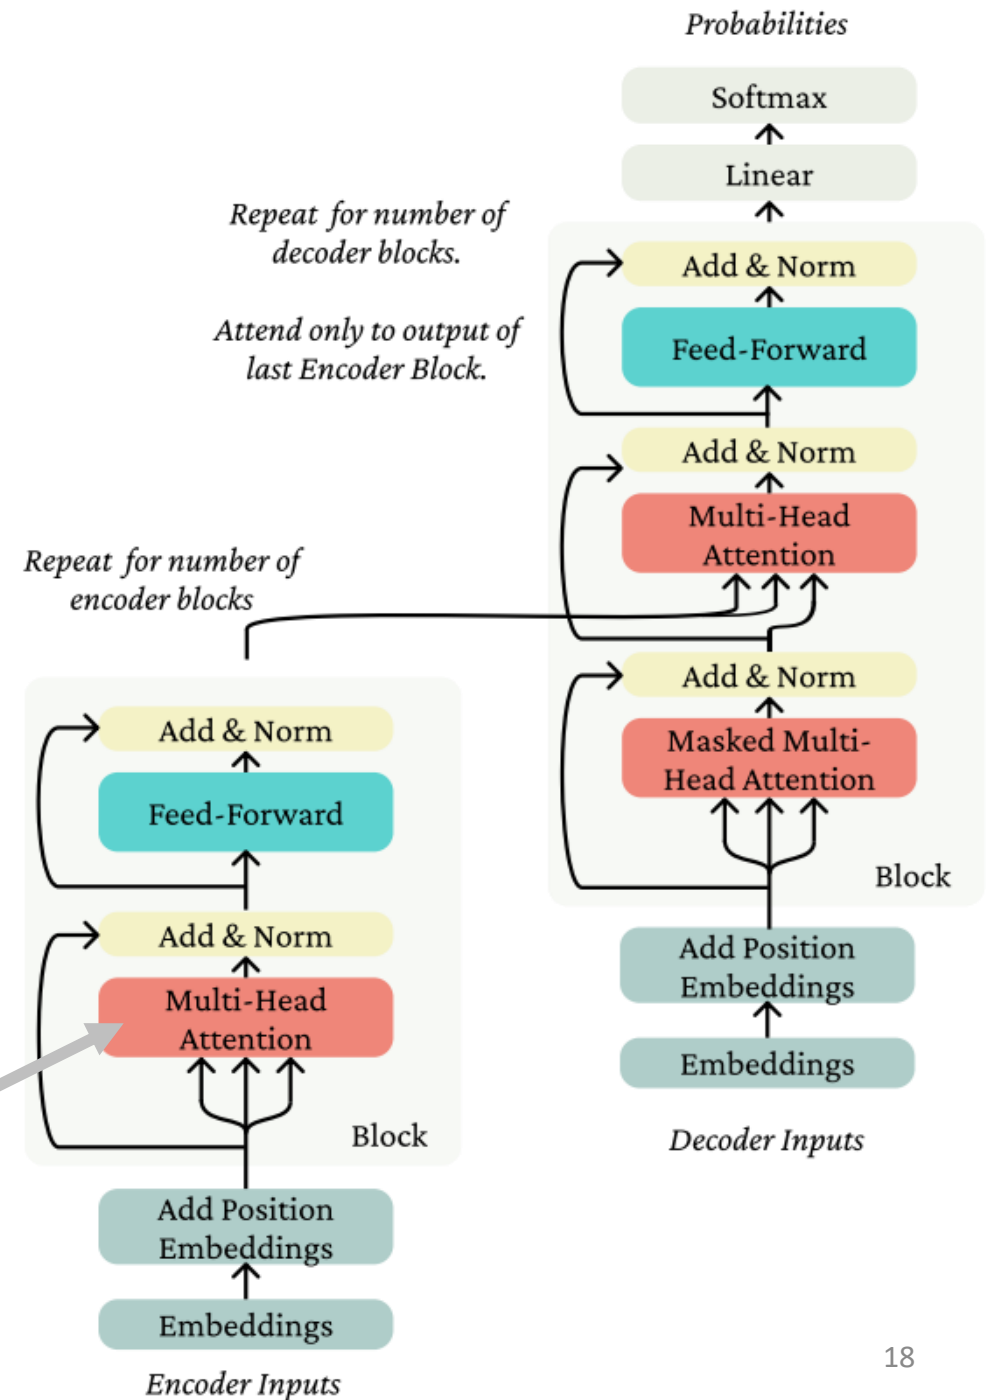 Probabilities
Softmax
Linear
Repeat for number of
decoder blocks.
Attend only to output of
last Encoder Block.
Add & Norm
Feed-Forward
Add & Norm
Multi-Head
Attention
Add & Norm
Masked Multi-
Head Attention
Block
Add Position
Embeddings
Embeddings
Decoder Inputs
Repeat for number of
encoder blocks
Add & Norm
Feed-Forward
Add & Norm
Multi-Head
Attention
Block
Add Position
Embeddings
Embeddings
Encoder Inputs
18